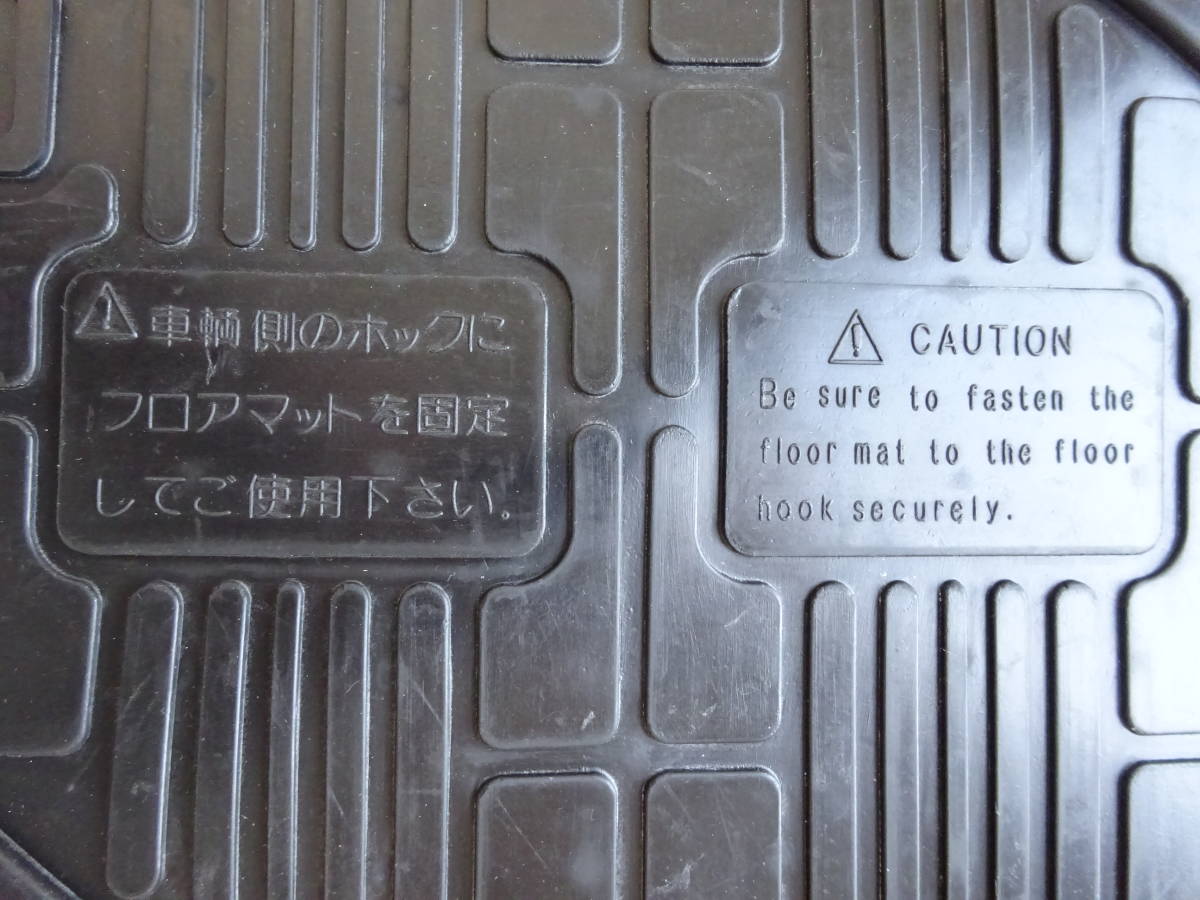 ⚠車輌側のホックに
フロアマットを固定
してご使用下さい。
⚠ CAUTION
Be sure to fasten the
floor mat to the floor
hook securely.